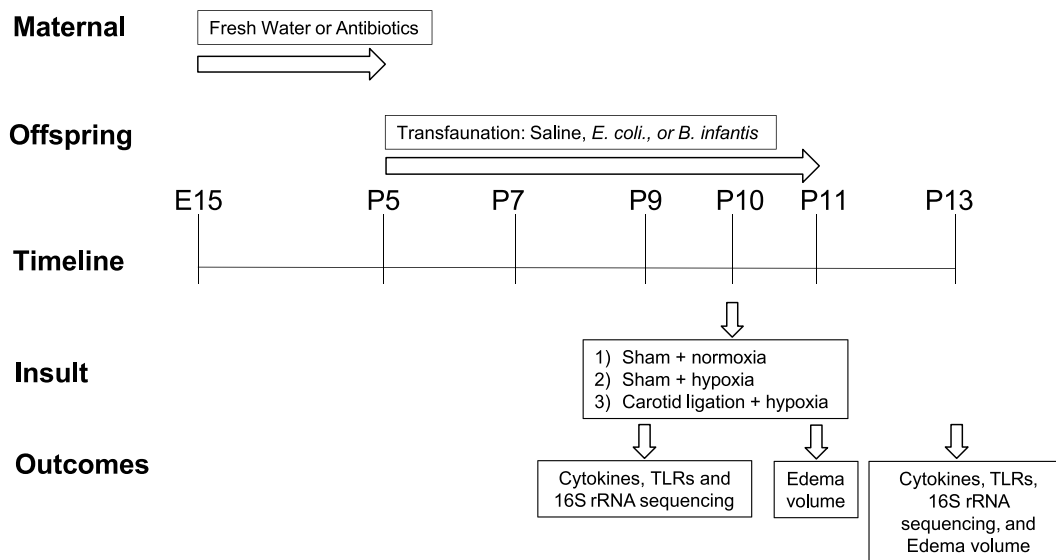 Maternal
Fresh Water or Antibiotics
Offspring
Transfaunation: Saline, E. coli., or B. infantis
E15 P5 P7 P9 P10 P11 P13
Timeline
Insult
1) Sham + normoxia
2) Sham + hypoxia
3) Carotid ligation + hypoxia
Outcomes
Cytokines, TLRs and
16S rRNA sequencing
Edema
volume
Cytokines, TLRs,
16S rRNA
sequencing, and
Edema volume